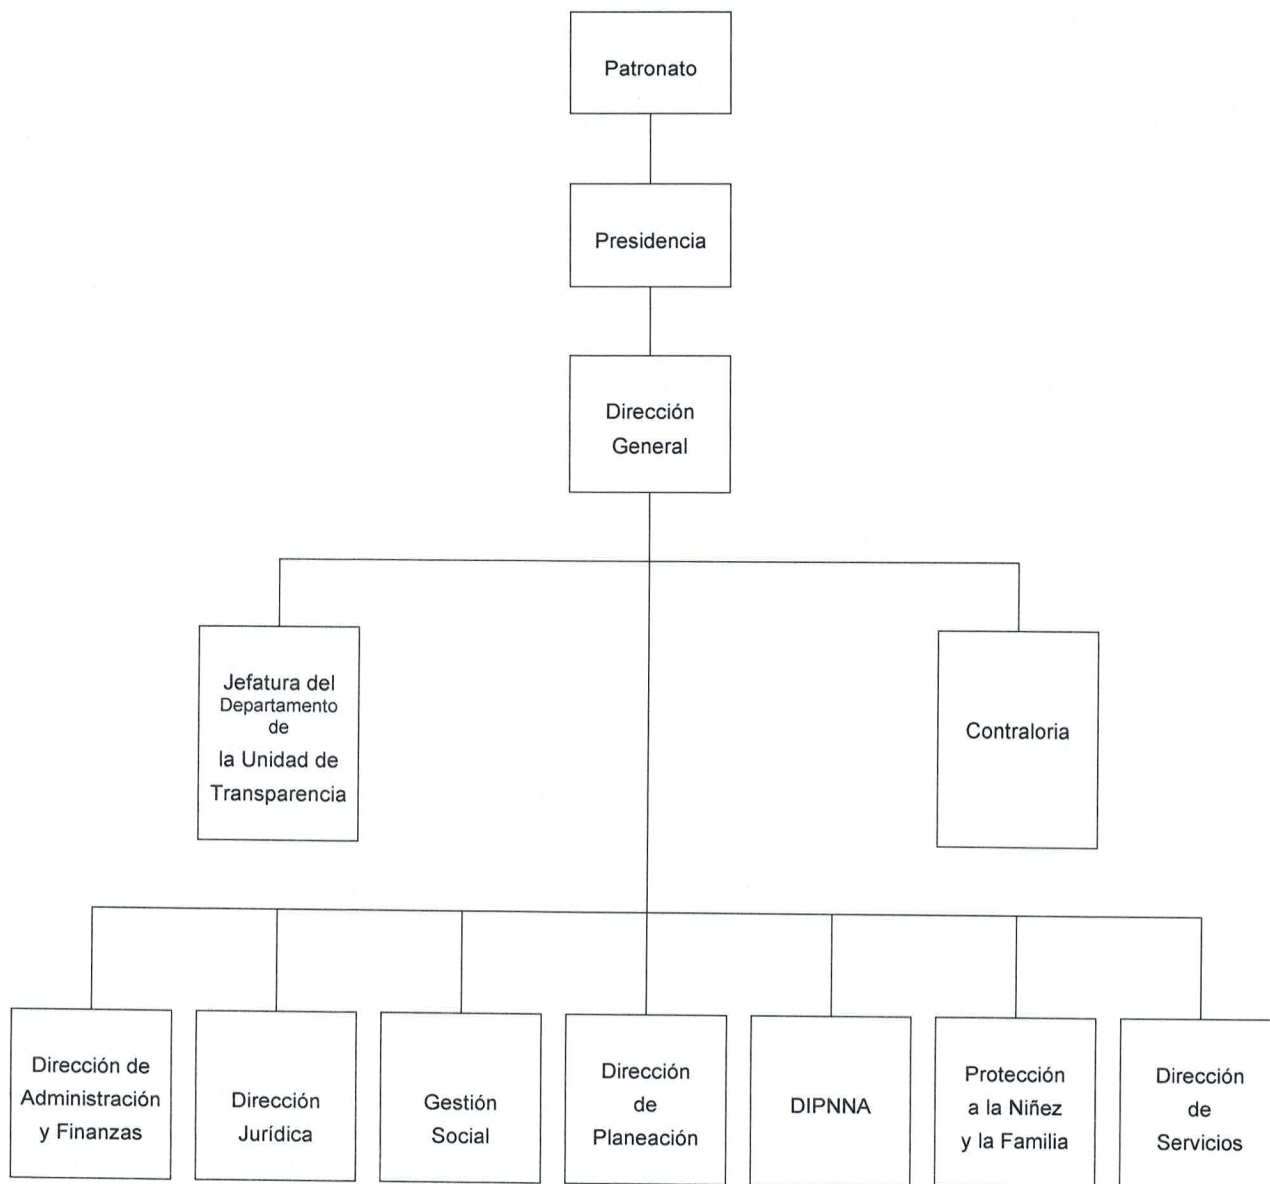 Patronato
Presidencia
Dirección
General
Jefatura del
Departamento
de
la Unidad de
Transparencia
Contraloria
Dirección de
Administración
y Finanzas
Dirección
Jurídica
Gestión
Social
Dirección
de
Planeación
DIPNNA
Protección
a la Niñez
y la Familia
Dirección
de
Servicios